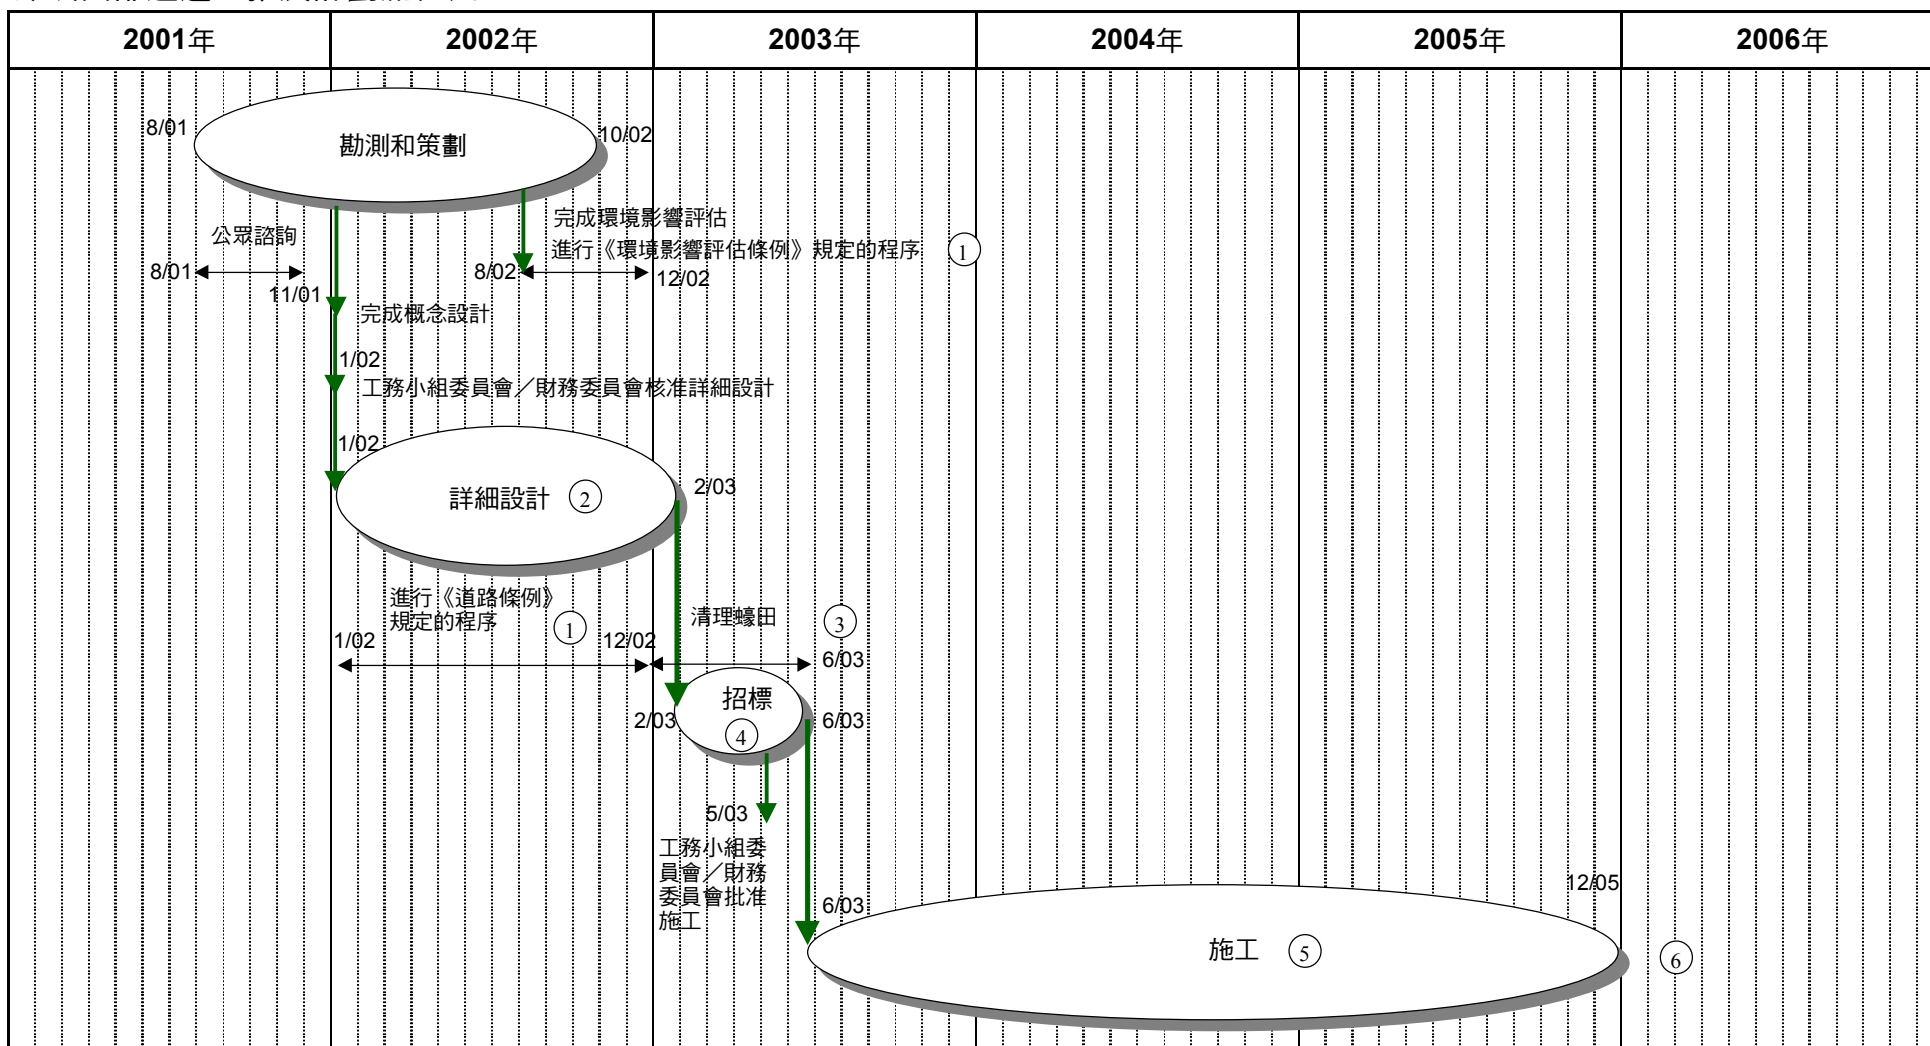 2001年 2002年 2003年 2004年 2005年 2006年
8/01
勘測和策劃
10/02
公眾諮詢
8/01
11/01
完成環境影響評估
進行《環境影響評估條例》規定的程序 1
8/02
12/02
完成概念設計
1/02
工務小組委員會／財務委員會核准詳細設計
1/02
詳細設計 2
2/03
進行《道路條例》
規定的程序 1
1/02
12/02
清理蠔田 3
6/03
招標
4
2/03
6/03
5/03
工務小組委
員會／財務
委員會批准
施工
6/03
12/05
施工 5
6